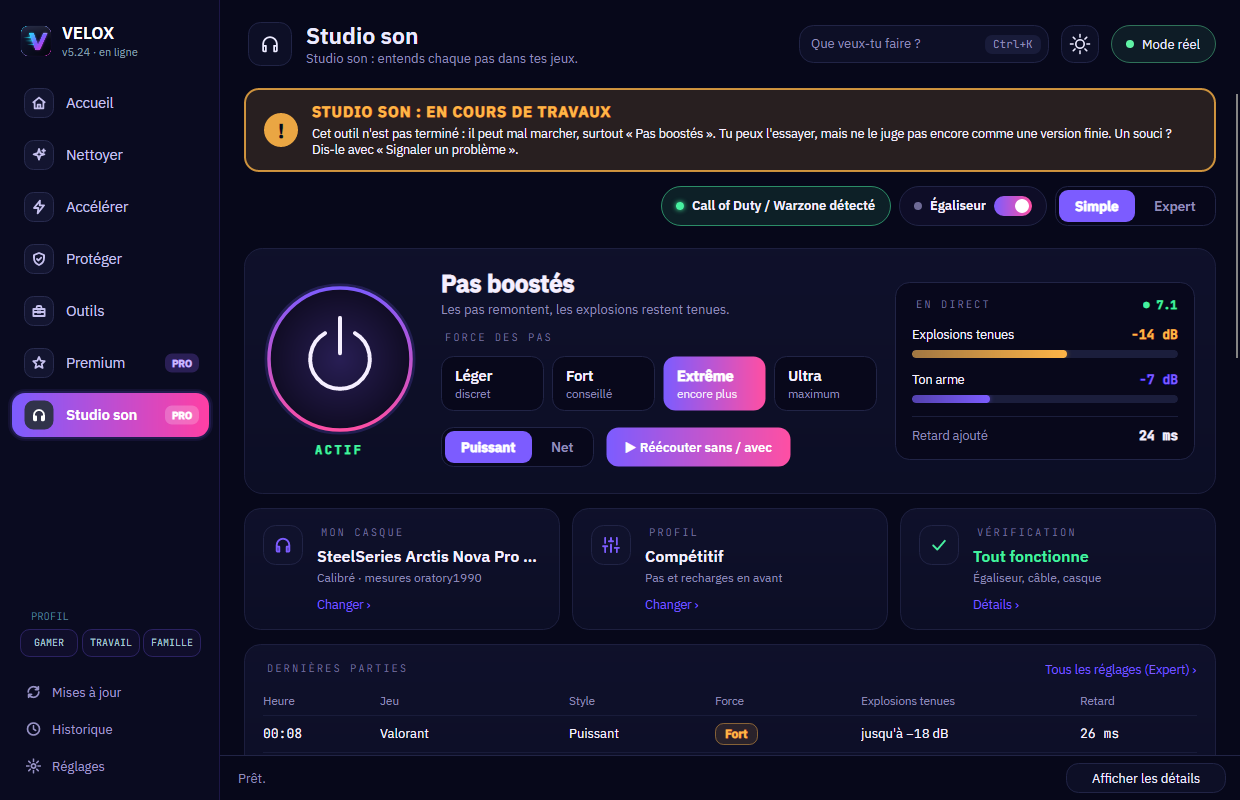 VELOX
v5.24 · en ligne
Accueil
Nettoyer
Accélérer
Protéger
Outils
Premium PRO
Studio son PRO
PROFIL
GAMER TRAVAIL FAMILLE
Mises à jour
Historique
Réglages
Studio son
Studio son : entends chaque pas dans tes jeux.
Que veux-tu faire ? Ctrl+K
Mode réel
STUDIO SON : EN COURS DE TRAVAUX
Cet outil n'est pas terminé : il peut mal marcher, surtout « Pas boostés ». Tu peux l'essayer, mais ne le juge pas encore comme une version finie. Un souci ?
Dis-le avec « Signaler un problème ».
Call of Duty / Warzone détecté
Égaliseur
Simple Expert
ACTIF
Pas boostés
Les pas remontent, les explosions restent tenues.
FORCE DES PAS
Léger
discret
Fort
conseillé
Extrême
encore plus
Ultra
maximum
Puissant Net
▶ Réécouter sans / avec
EN DIRECT 7.1
Explosions tenues -14 dB
Ton arme -7 dB
Retard ajouté 24 ms
MON CASQUE
SteelSeries Arctis Nova Pro ...
Calibré · mesures oratory1990
Changer ›
PROFIL
Compétitif
Pas et recharges en avant
Changer ›
VÉRIFICATION
Tout fonctionne
Égaliseur, câble, casque
Détails ›
DERNIÈRES PARTIES Tous les réglages (Expert) ›
Heure Jeu Style Force Explosions tenues Retard
00:08 Valorant Puissant Fort jusqu'à −18 dB 26 ms
Prêt. Afficher les détails